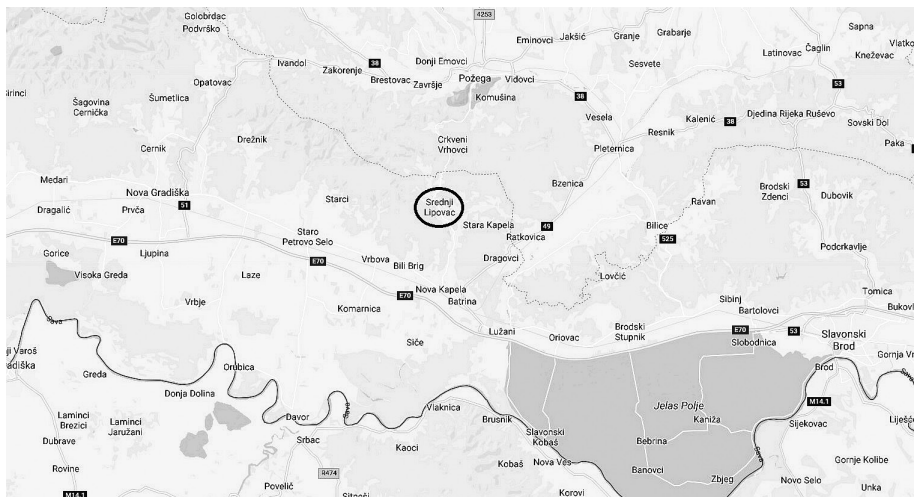 Golobrdac
Podvrško
4253
Eminovci
Jakšić
Granje
Grabarje
Sapna
Ivandol
Zakorenje
38
Donji Emovci
Brestovac
Završje
Požega
Vidovci
Sesvete
Latinovac
Čaglin
Kneževac
Opatovac
Komušina
38
53
Šagovina
Cernička
Šumetlica
Vesela
Kalenić
38
Djedina Rijeka
Ruševo
Resnik
Sovski Dol
Drežnik
Crkveni
Vrhovci
Pleternica
Paka
Cernik
Medari
Nova Gradiška
Bzenica
Brodski
Zdenci
53
Dubovik
Dragalić
Prvča
51
Starci
Srednji
Lipovac
Ravan
Stara Kapela
49
Bilice
E70
Staro
Petrovo Selo
Ratkovica
525
Gorice
Ljupina
E70
Vrbova
Bili Brig
Dragovci
Podcrkavlje
Visoka Greda
Laze
Lovčić
Nova Kapela
Tomica
Vrbje
Komarnica
E70
Batrina
Sibinj
Bartolovci
Sava
Lužani
Oriovac
Brodski
Stupnik
E70
53
Slavonski
Brod
Siče
Slobodnica
Greda
Orubica
Brod
Donja Dolina
Jelas Polje
M14.1
Laminci
Brezici
Laminci
Jaružani
Davor
Sava
Vlaknica
Brusnik
Kaniža
Sijekovac
Dubrave
Srbac
Kaoci
Slavonski
Kobaš
Bebrina
Sava
Gornje Kolibe
Rovine
R474
Kobaš
Nova Ves
Banovci
Povelič
Zbjeg
Novo Selo
Unka
M14.1
Korovi